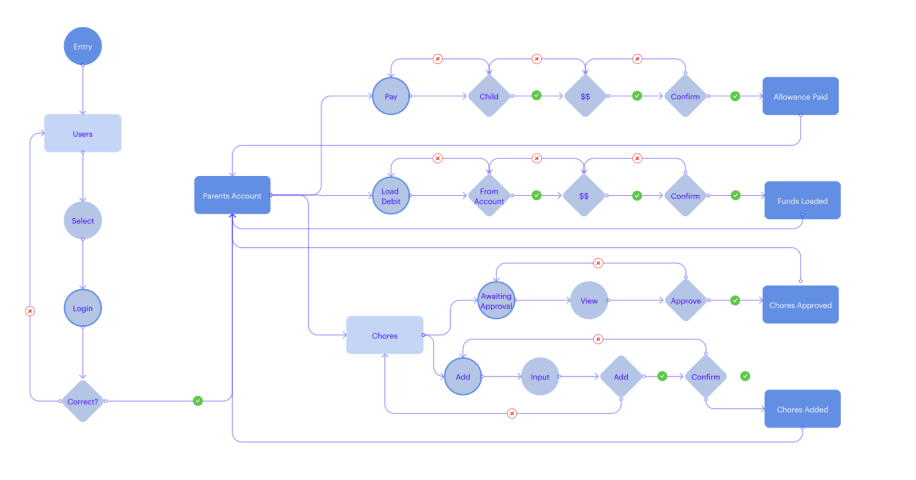 Entry
Users
Select
Login
Correct?
Parents Account
Pay
Child
$$
Confirm
Allowance Paid
Load
Debit
From
Account
$$
Confirm
Funds Loaded
Awaiting
Approval
View
Approve
Chores Approved
Chores
Add
Input
Add
Confirm
Chores Added